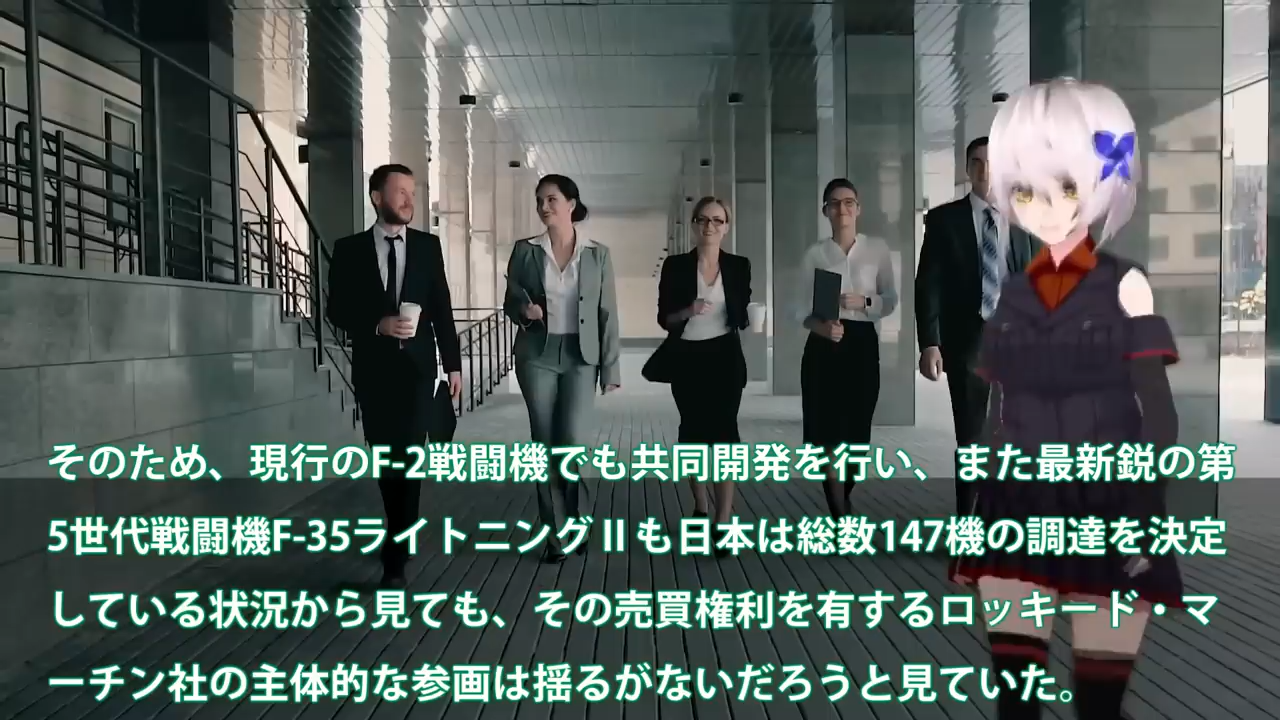 そのため、現行のF-2戦闘機でも共同開発を行い、また最新鋭の第
5世代戦闘機F-35ライトニングⅡも日本は総数147機の調達を決定
している状況から見ても、その売買権利を有するロッキード・マ
ーチン社の主体的な参画は揺るがないだろうと見ていた。